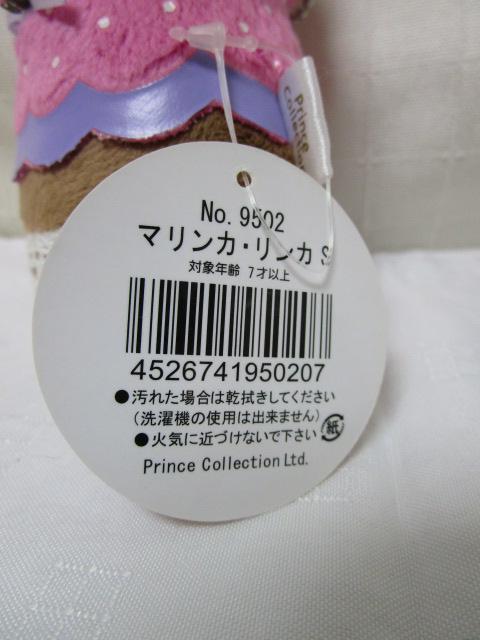 Prince
Collection
No. 9502
マリンカ・リンカ S
対象年齢 7才以上
4526741950207
●汚れた場合は乾拭きしてください
(洗濯機の使用は出来ません)
●火気に近づけないで下さい
紙
Prince Collection Ltd.